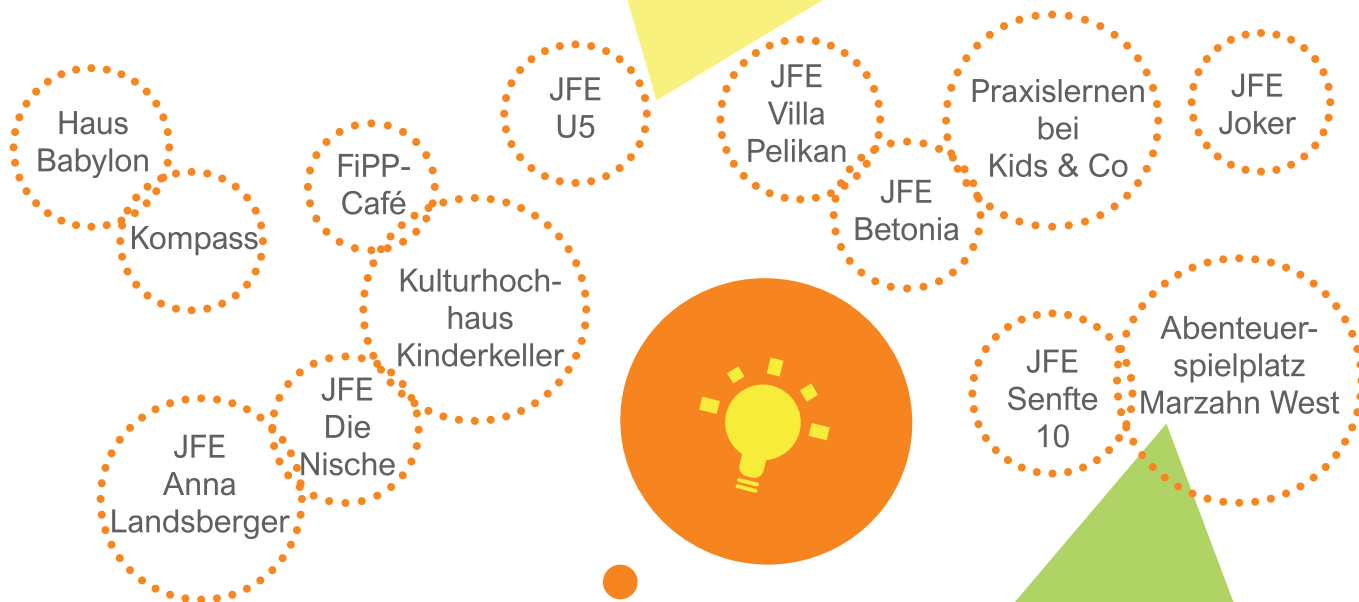 Haus
Babylon
Kompass
FiPP-
Café
JFE
U5
JFE
Villa
Pelikan
JFE
Betonia
Praxislernen
bei
Kids & Co
JFE
Joker
Kulturhoch-
haus
Kinderkeller
JFE
Die
Nische
JFE
Anna
Landsberger
JFE
Senfte
10
Abenteuer-
spielplatz
Marzahn West